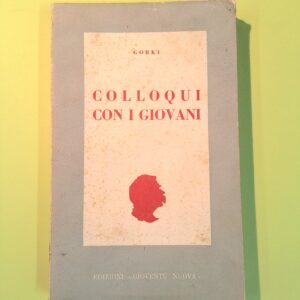 GORKI
COLLOQUI
CON I GIOVANI
EDIZIONI «GIOVENTÙ NUOVA»